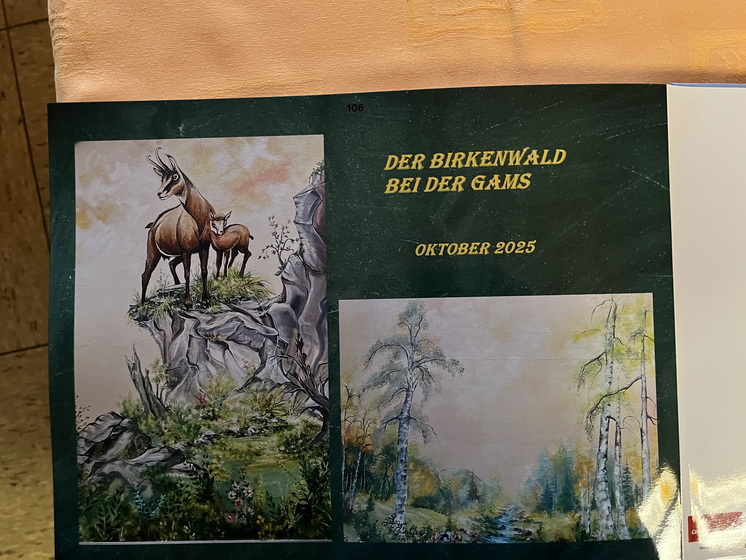 106
DER BIRKENWALD
BEI DER GAMS
OKTOBER 2025